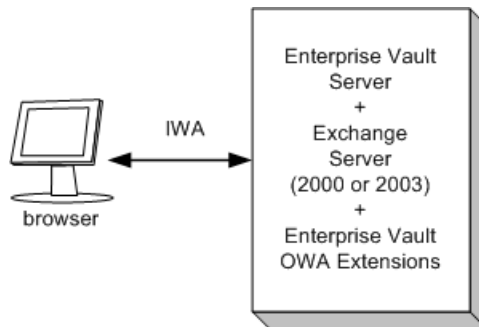 Enterprise Vault
Server
+
Exchange
Server
(2000 or 2003)
+
Enterprise Vault
OWA Extensions
IWA
browser